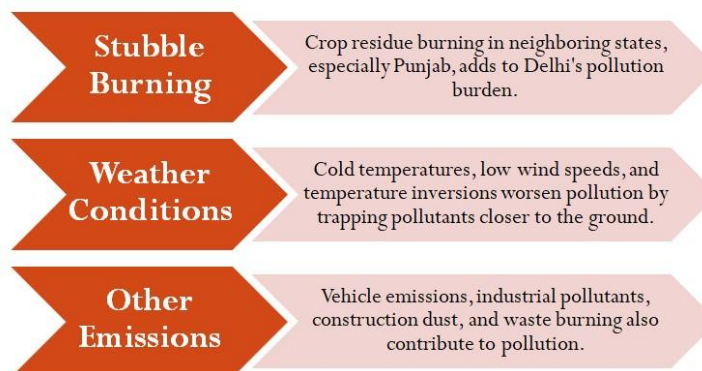 Stubble
Burning
Crop residue burning in neighboring states,
especially Punjab, adds to Delhi's pollution
burden.
Weather
Conditions
Cold temperatures, low wind speeds, and
temperature inversions worsen pollution by
trapping pollutants closer to the ground.
Other
Emissions
Vehicle emissions, industrial pollutants,
construction dust, and waste burning also
contribute to pollution.